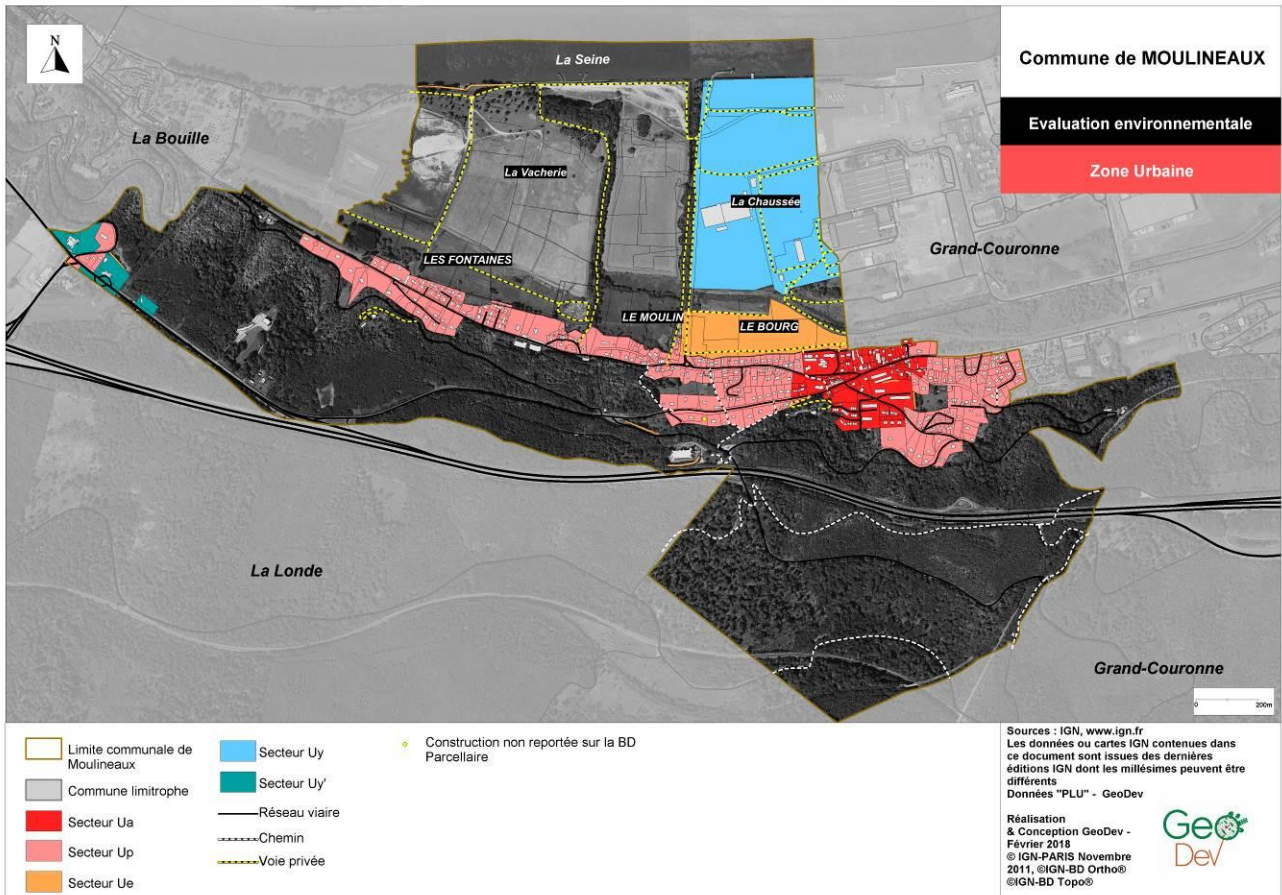 N
La Seine
Commune de MOULINEAUX
Evaluation environnementale
Zone Urbaine
La Bouille
La Vacherie
La Chaussée
Grand-Couronne
LES FONTAINES
LE MOULIN
LE BOURG
La Londe
Grand-Couronne
0 200m
Limite communale de
Moulineaux
Commune limitrophe
Secteur Ua
Secteur Up
Secteur Ue
Secteur Uy
Secteur Uy'
Réseau viaire
Chemin
Voie privée
Construction non reportée sur la BD
Parcellaire
Sources : IGN, www.ign.fr
Les données ou cartes IGN contenues dans
ce document sont issues des dernières
éditions IGN dont les millésimes peuvent être
différents
Données "PLU" - GeoDev
Réalisation
& Conception GeoDev -
Février 2018
© IGN-PARIS Novembre
2011, ©IGN-BD Ortho®
©IGN-BD Topo®
Geo
Dev